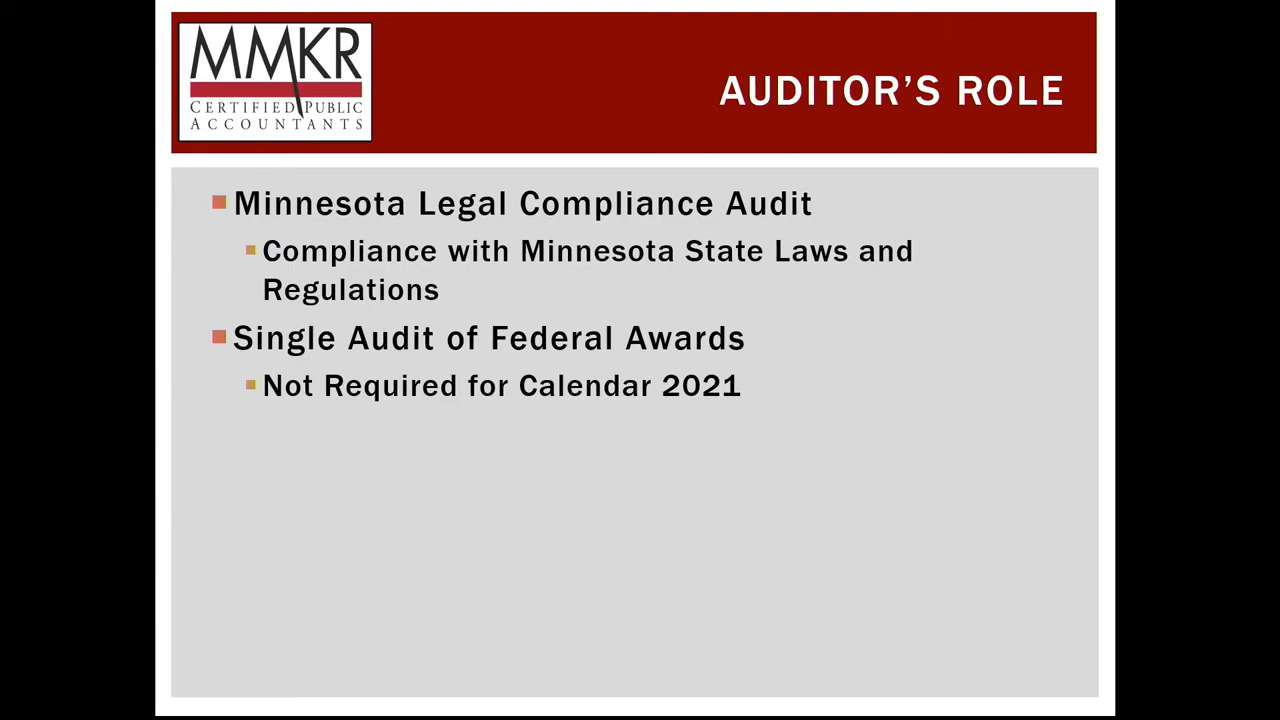 MMKR
CERTIFIED PUBLIC
ACCOUNTANTS
AUDITOR’S ROLE
Minnesota Legal Compliance Audit
Compliance with Minnesota State Laws and
Regulations
Single Audit of Federal Awards
Not Required for Calendar 2021